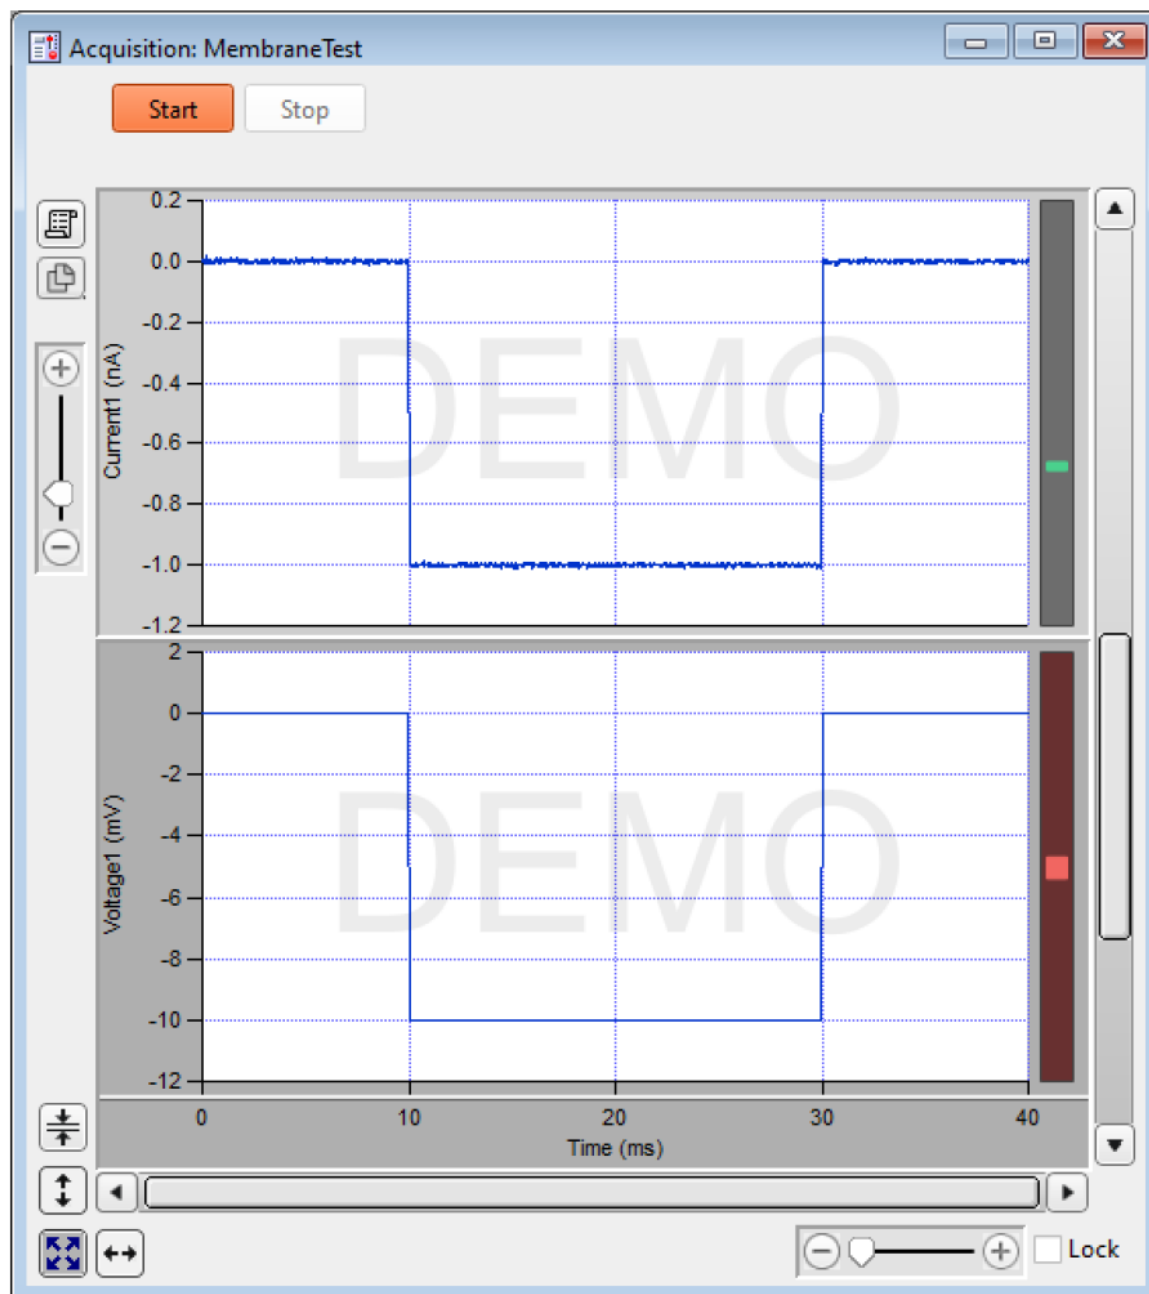 Acquisition: MembraneTest
Start Stop
0.2
0.0
-0.2
-0.4
-0.6
-0.8
-1.0
-1.2
Current1 (nA)
DEMO
2
0
-2
-4
-6
-8
-10
-12
Voltage1 (mV)
DEMO
0 10 20 30 40
Time (ms)
Lock